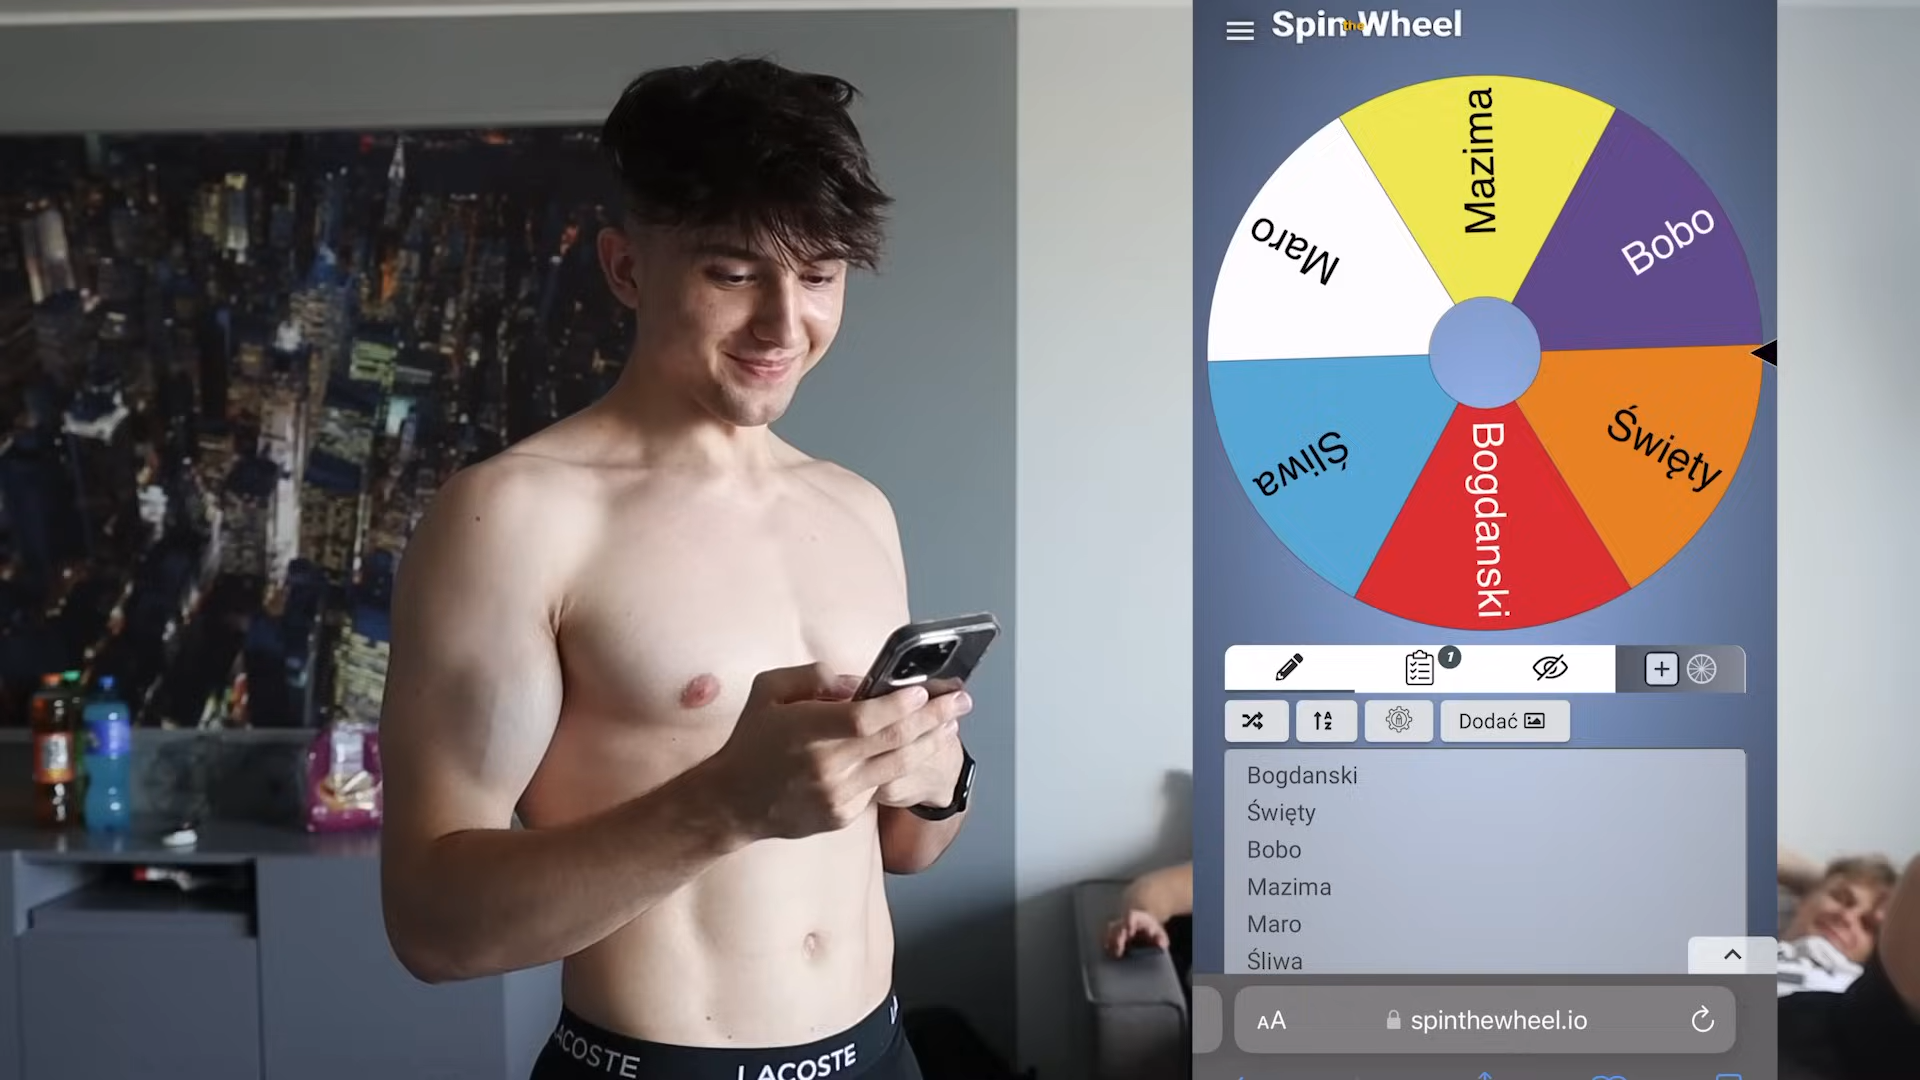 Spin the Wheel
Mazima
Bobo
Maro
Święty
Śliwa
Bogdanski
1
A
Z
Dodać
Bogdanski
Święty
Bobo
Mazima
Maro
Śliwa
AA
spinthewheel.io
LACOSTE
LACOSTE